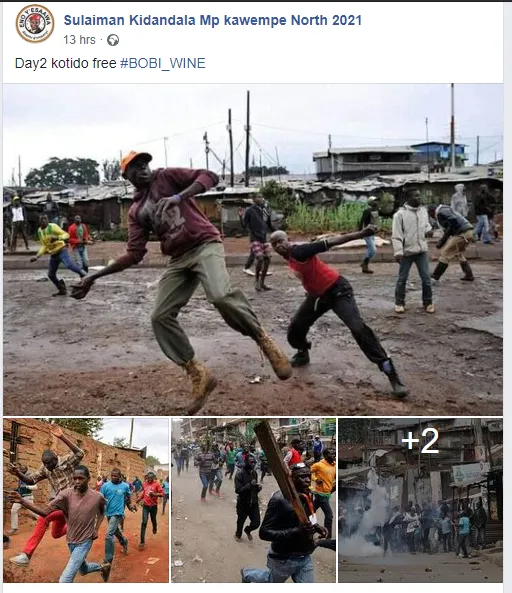 Sulaiman Kidandala Mp kawempe North 2021
13 hrs ·
Day2 kotido free #BOBI_WINE
+2